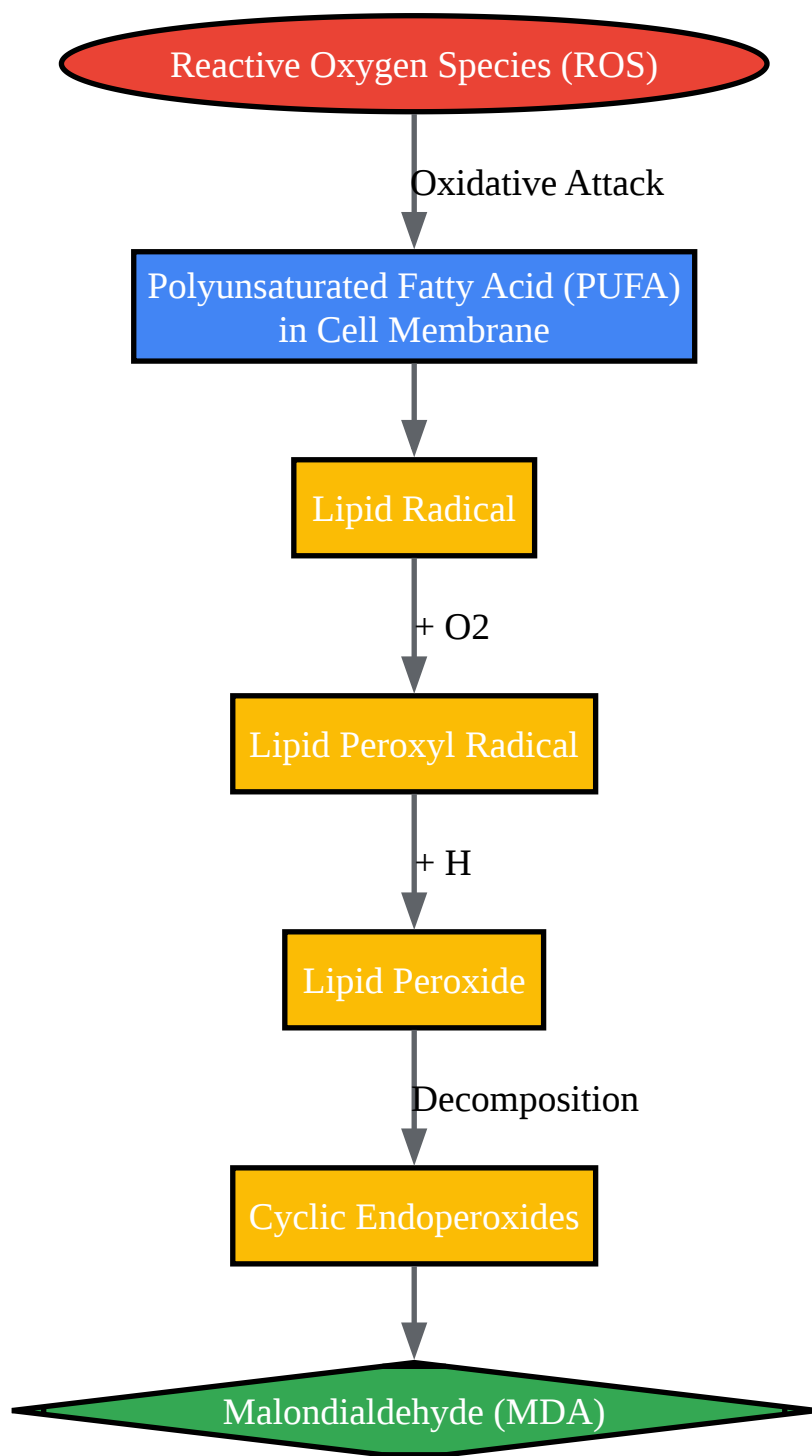 Reactive Oxygen Species (ROS)
Oxidative Attack
Polyunsaturated Fatty Acid (PUFA)
in Cell Membrane
Lipid Radical
+ O2
Lipid Peroxyl Radical
+ H
Lipid Peroxide
Decomposition
Cyclic Endoperoxides
Malondialdehyde (MDA)